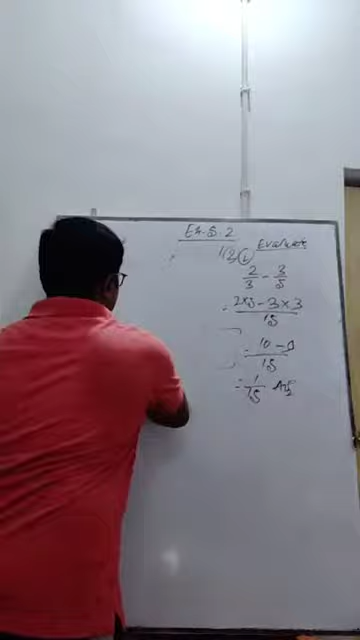 Ex. 5.2
1(i) Evaluate
2/3 - 3/5
= 2×5 - 3×3 / 15
= 10 - 9 / 15
= 1/15 Ans